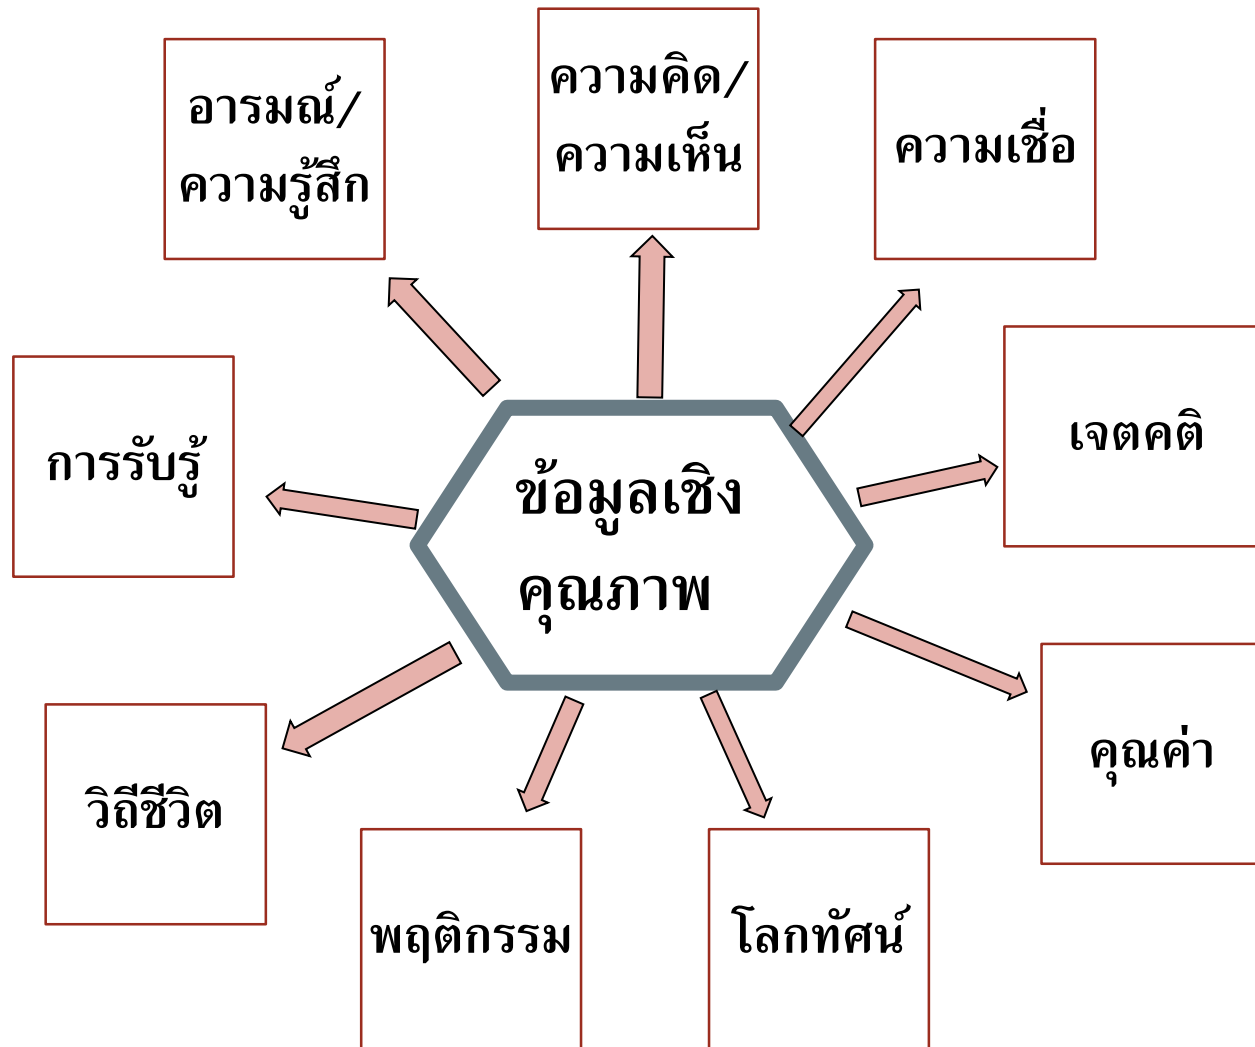 อารมณ์/
ความรู้สึก
ความคิด/
ความเห็น
ความเชื่อ
การรับรู้
เจตคติ
ข้อมูลเชิง
คุณภาพ
วิถีชีวิต
คุณค่า
พฤติกรรม
โลกทัศน์